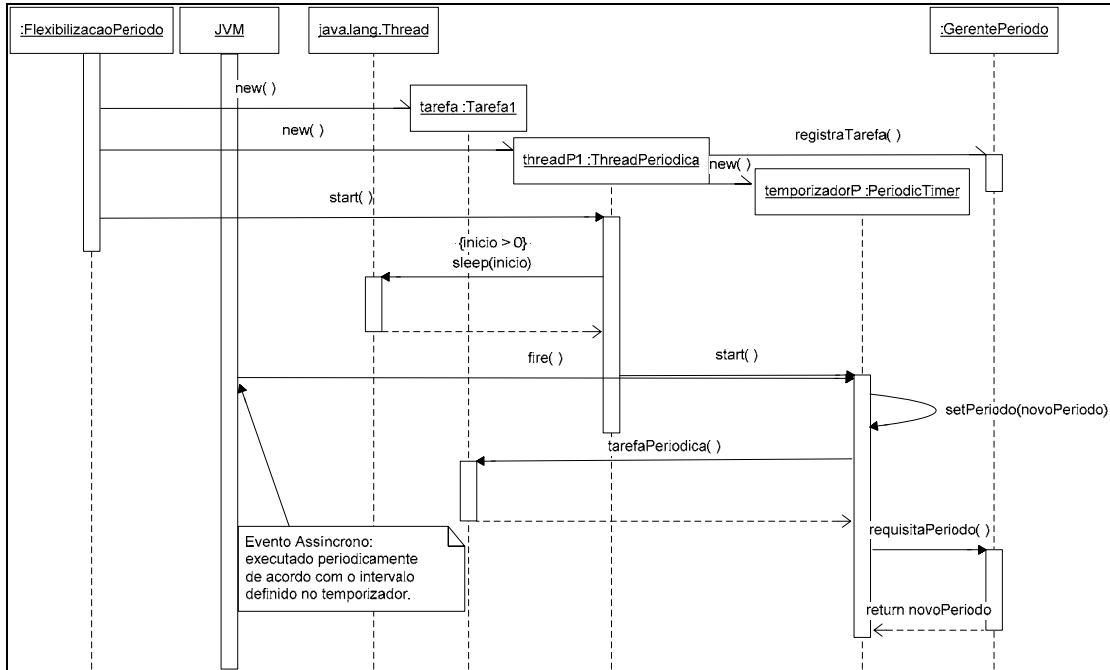 :FlexibilizacaoPeriodo
JVM
java.lang.Thread
:GerentePeriodo
new( )
tarefa :Tarefa1
new( )
registraTarefa( )
threadP1 :ThreadPeriodica
new( )
temporizadorP :PeriodicTimer
start( )
{inicio > 0}
sleep(inicio)
fire( )
start( )
setPeriodo(novoPeriodo)
tarefaPeriodica( )
requisitaPeriodo( )
Evento Assíncrono:
executado periodicamente
de acordo com o intervalo
definido no temporizador.
return novoPeriodo